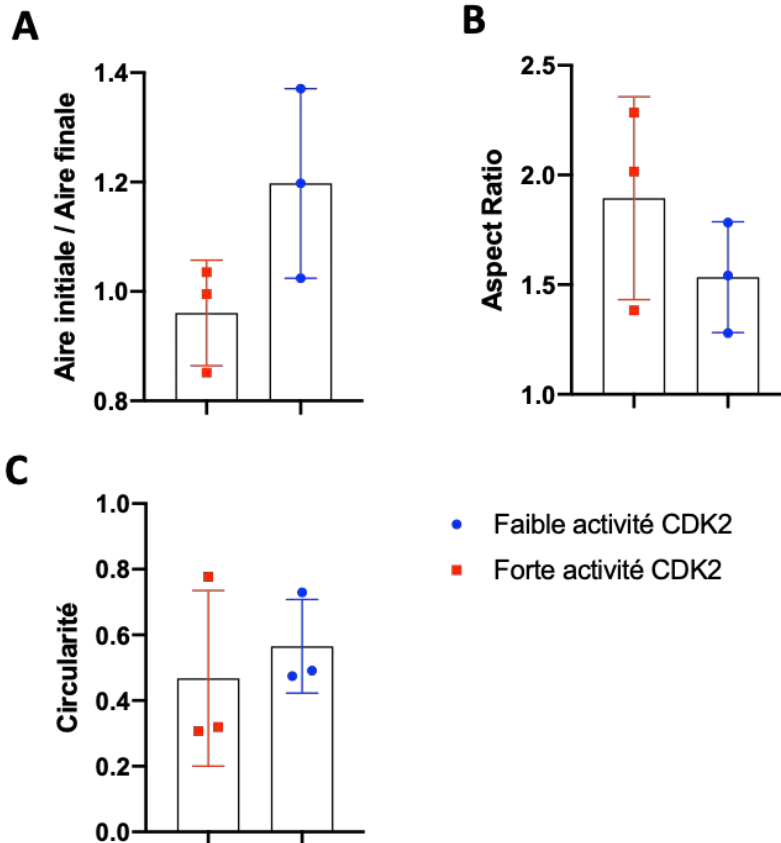 A
Aire initiale / Aire finale
1.4
1.2
1.0
0.8
B
Aspect Ratio
2.5
2.0
1.5
1.0
C
Circularité
1.0
0.8
0.6
0.4
0.2
0.0
Faible activité CDK2
Forte activité CDK2